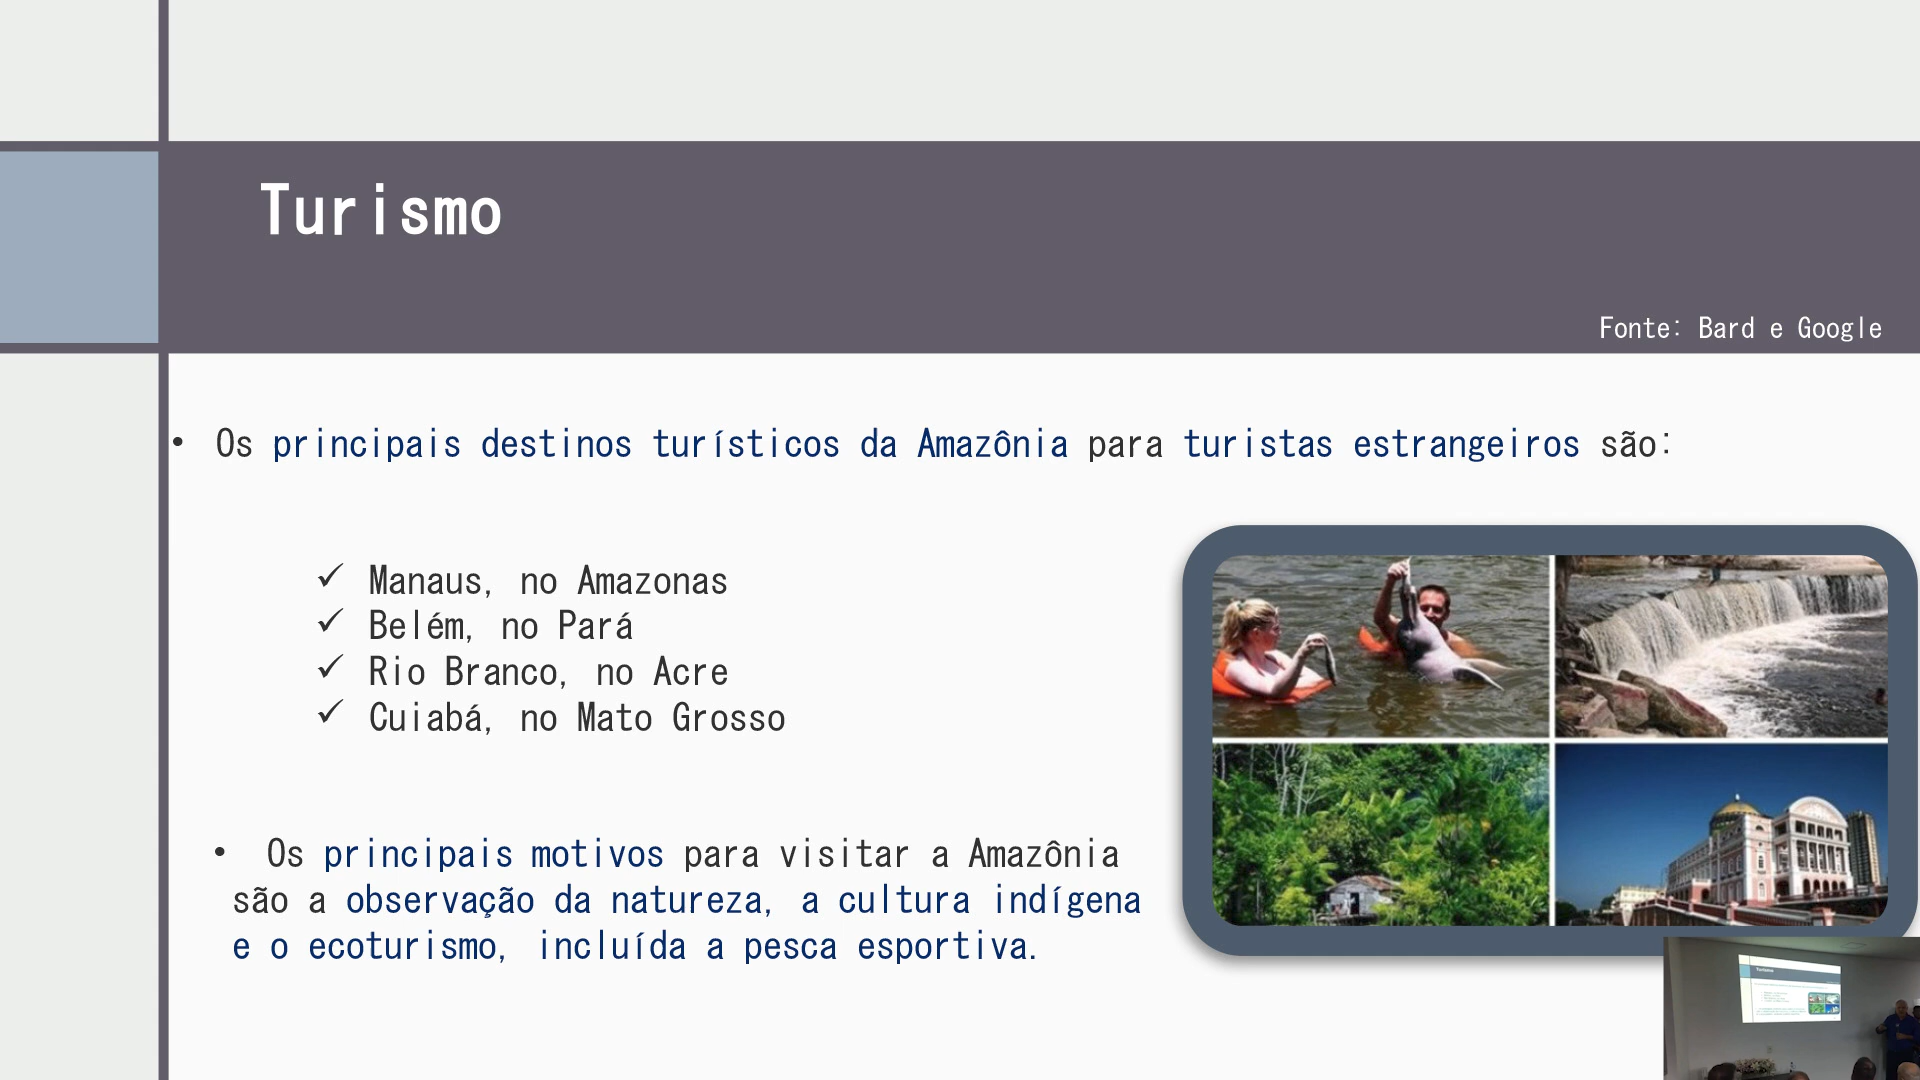 Turismo
Fonte: Bard e Google
• Os principais destinos turísticos da Amazônia para turistas estrangeiros são:
✓ Manaus, no Amazonas
✓ Belém, no Pará
✓ Rio Branco, no Acre
✓ Cuiabá, no Mato Grosso
• Os principais motivos para visitar a Amazônia
são a observação da natureza, a cultura indígena
e o ecoturismo, incluída a pesca esportiva.